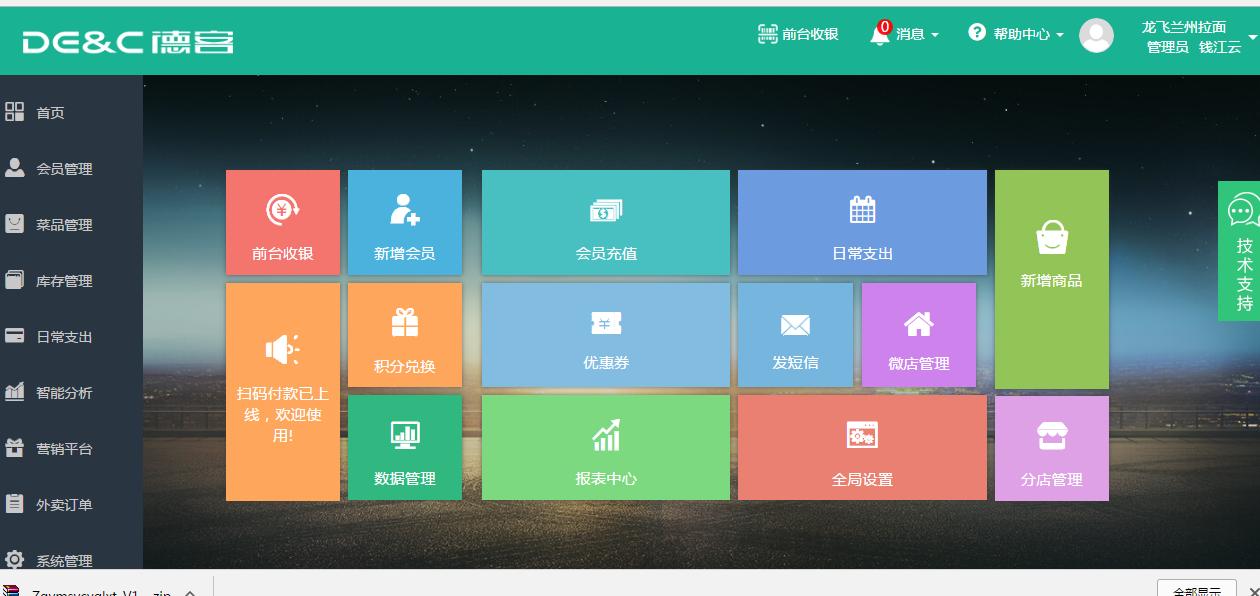 DE&C 德客
前台收银
0
消息
帮助中心
龙飞兰州拉面
管理员 钱江云
首页
会员管理
菜品管理
库存管理
日常支出
智能分析
营销平台
外卖订单
系统管理
前台收银
新增会员
会员充值
日常支出
新增商品
扫码付款已上
线，欢迎使
用!
积分兑换
优惠券
发短信
微店管理
数据管理
报表中心
全局设置
分店管理
技
术
支
持
全部显示